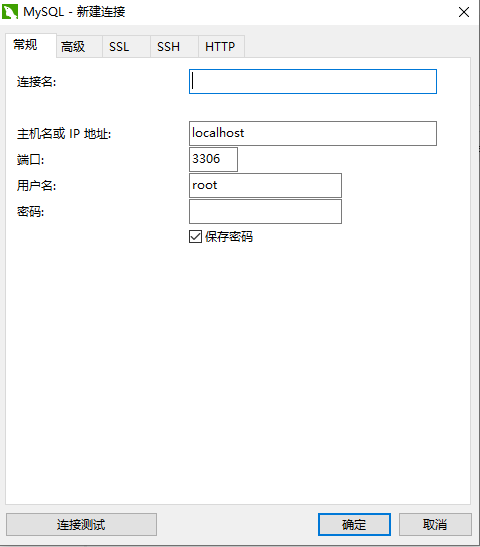 MySQL - 新建连接
常规 高级 SSL SSH HTTP
连接名:
主机名或 IP 地址: localhost
端口: 3306
用户名: root
密码:
保存密码
连接测试 确定 取消